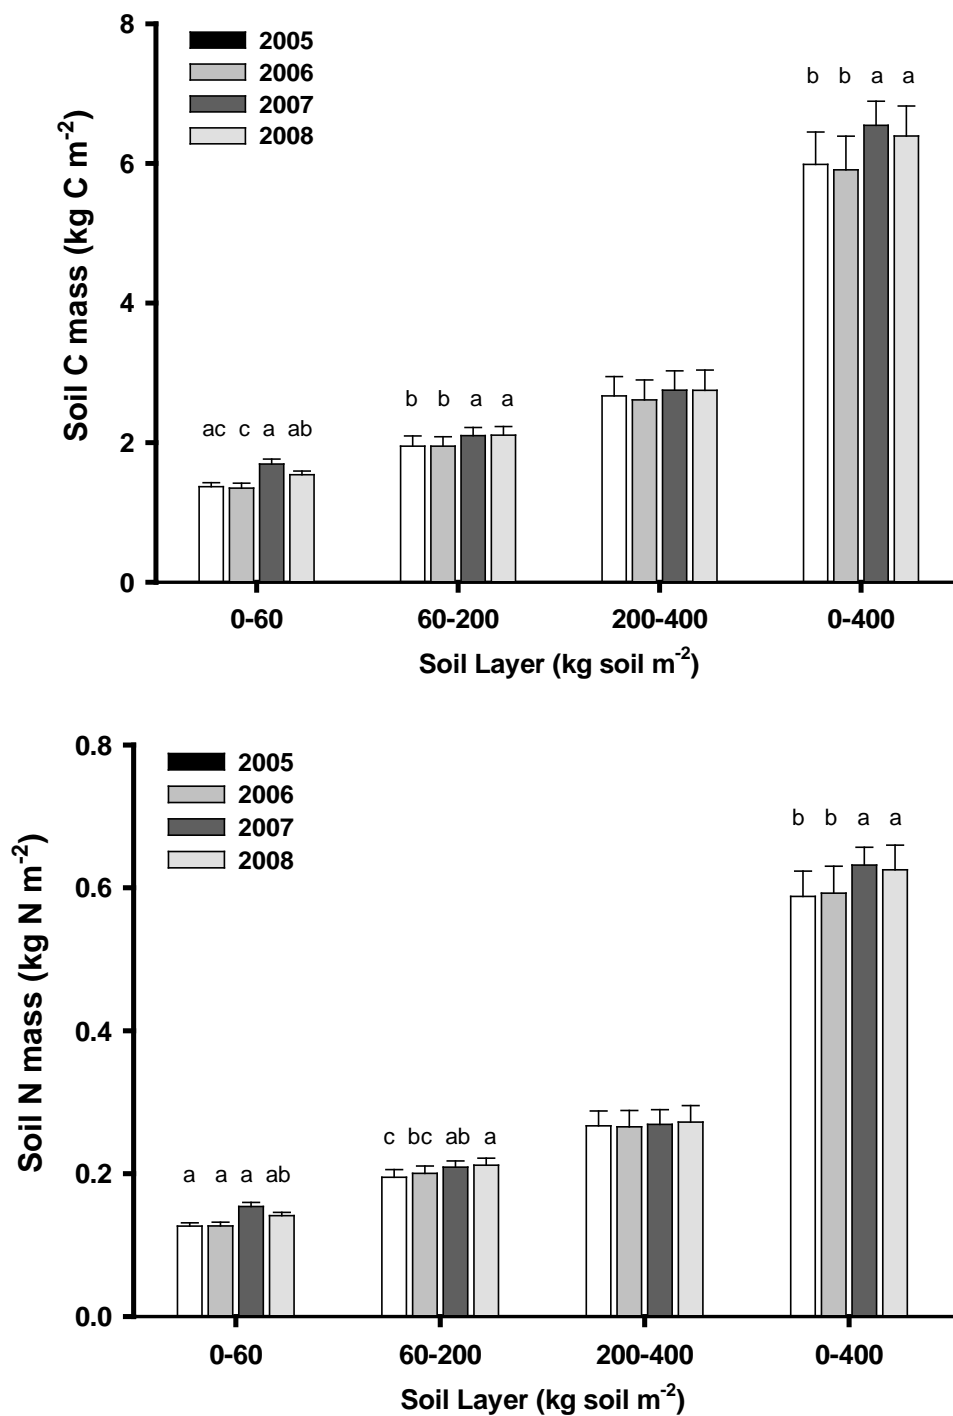 8
2005
2006
2007
2008
b b a a
6
Soil C mass (kg C m-2)
4
b b a a
ac c a ab
2
0
0-60 60-200 200-400 0-400
Soil Layer (kg soil m-2)
0.8
2005
2006
2007
2008
b b a a
0.6
Soil N mass (kg N m-2)
0.4
c bc ab a
a a a ab
0.2
0.0
0-60 60-200 200-400 0-400
Soil Layer (kg soil m-2)